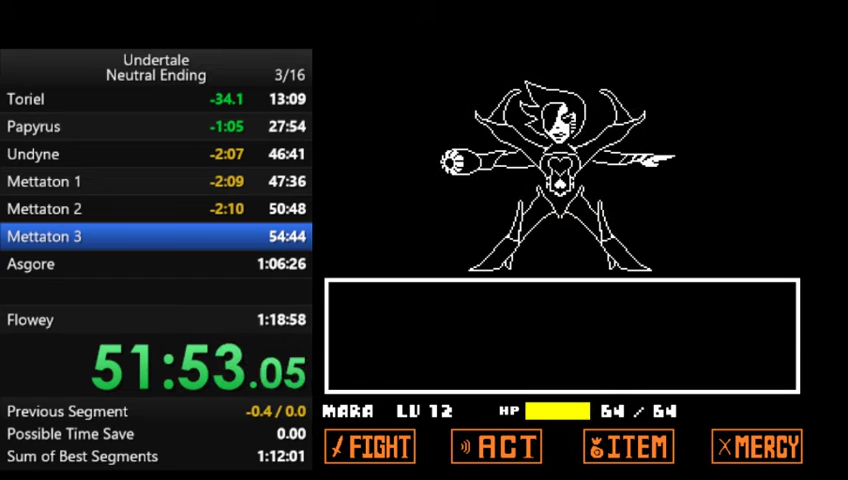 Undertale
Neutral Ending 3/16
Toriel -34.1 13:09
Papyrus -1:05 27:54
Undyne -2:07 46:41
Mettaton 1 -2:09 47:36
Mettaton 2 -2:10 50:48
Mettaton 3 54:44
Asgore 1:06:26
Flowey 1:18:58
51:53.05
Previous Segment -0.4 / 0.0
Possible Time Save 0.00
Sum of Best Segments 1:12:01
MARA LV 12 HP 64 / 64
FIGHT ACT ITEM MERCY